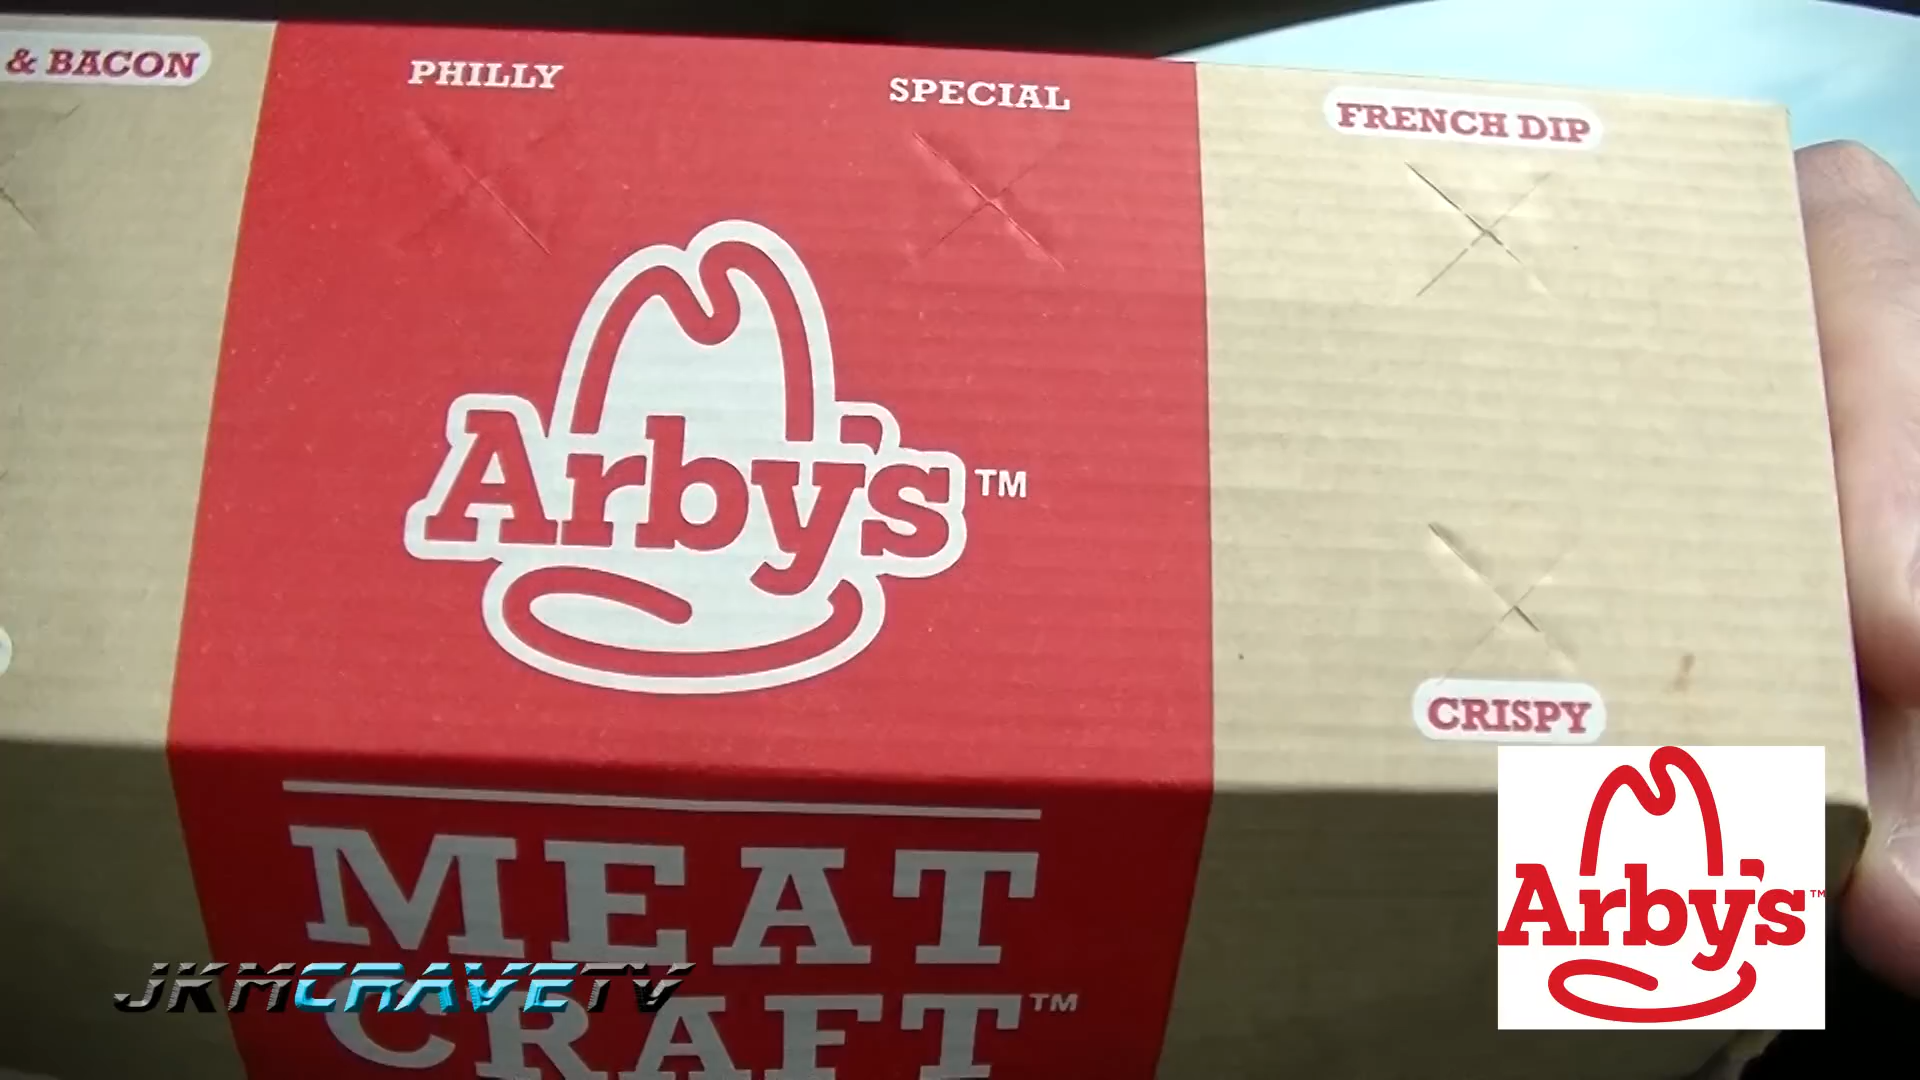 & BACON
PHILLY
SPECIAL
FRENCH DIP
Arby's™
CRISPY
MEAT
CRAFT™
JKMCRAVETV
Arby's™